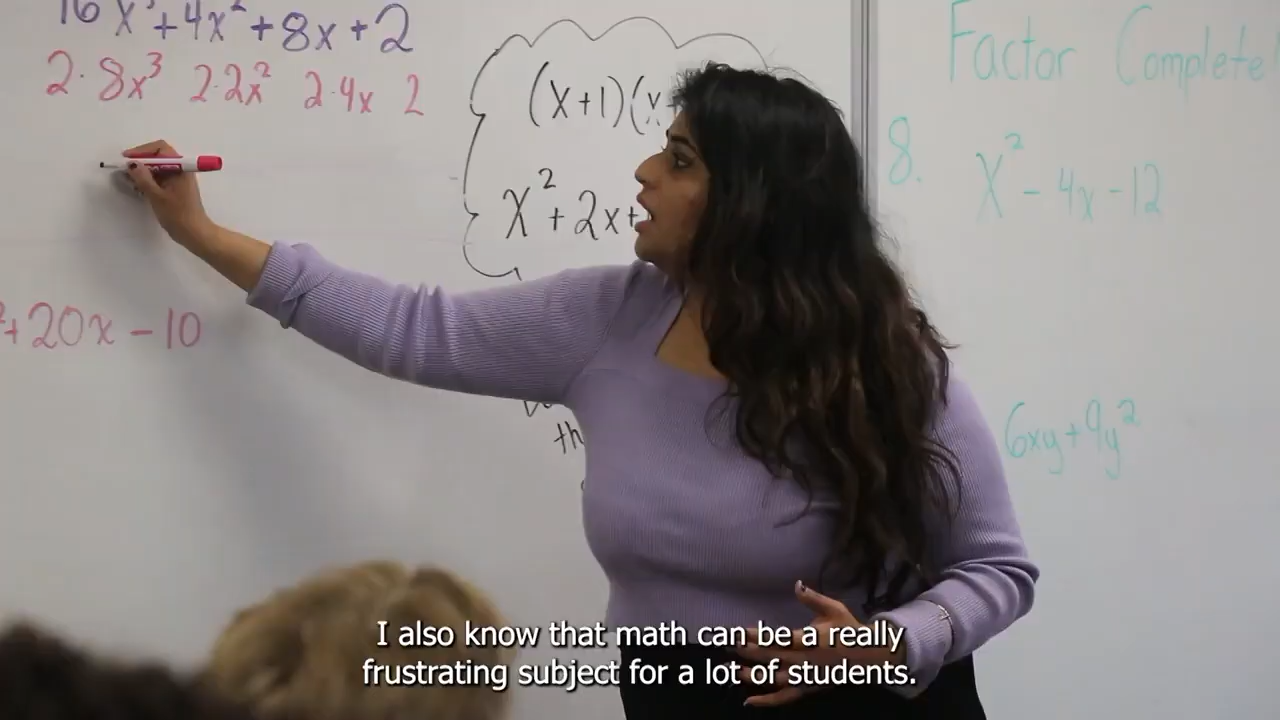 16x³+4x²+8x+2
2·8x³ 2·2x² 2·4x 2
+20x-10
(x+1)(x+
x²+2x+
th
Factor Complete
8. x²-4x-12
6xy+9y²
I also know that math can be a really
frustrating subject for a lot of students.